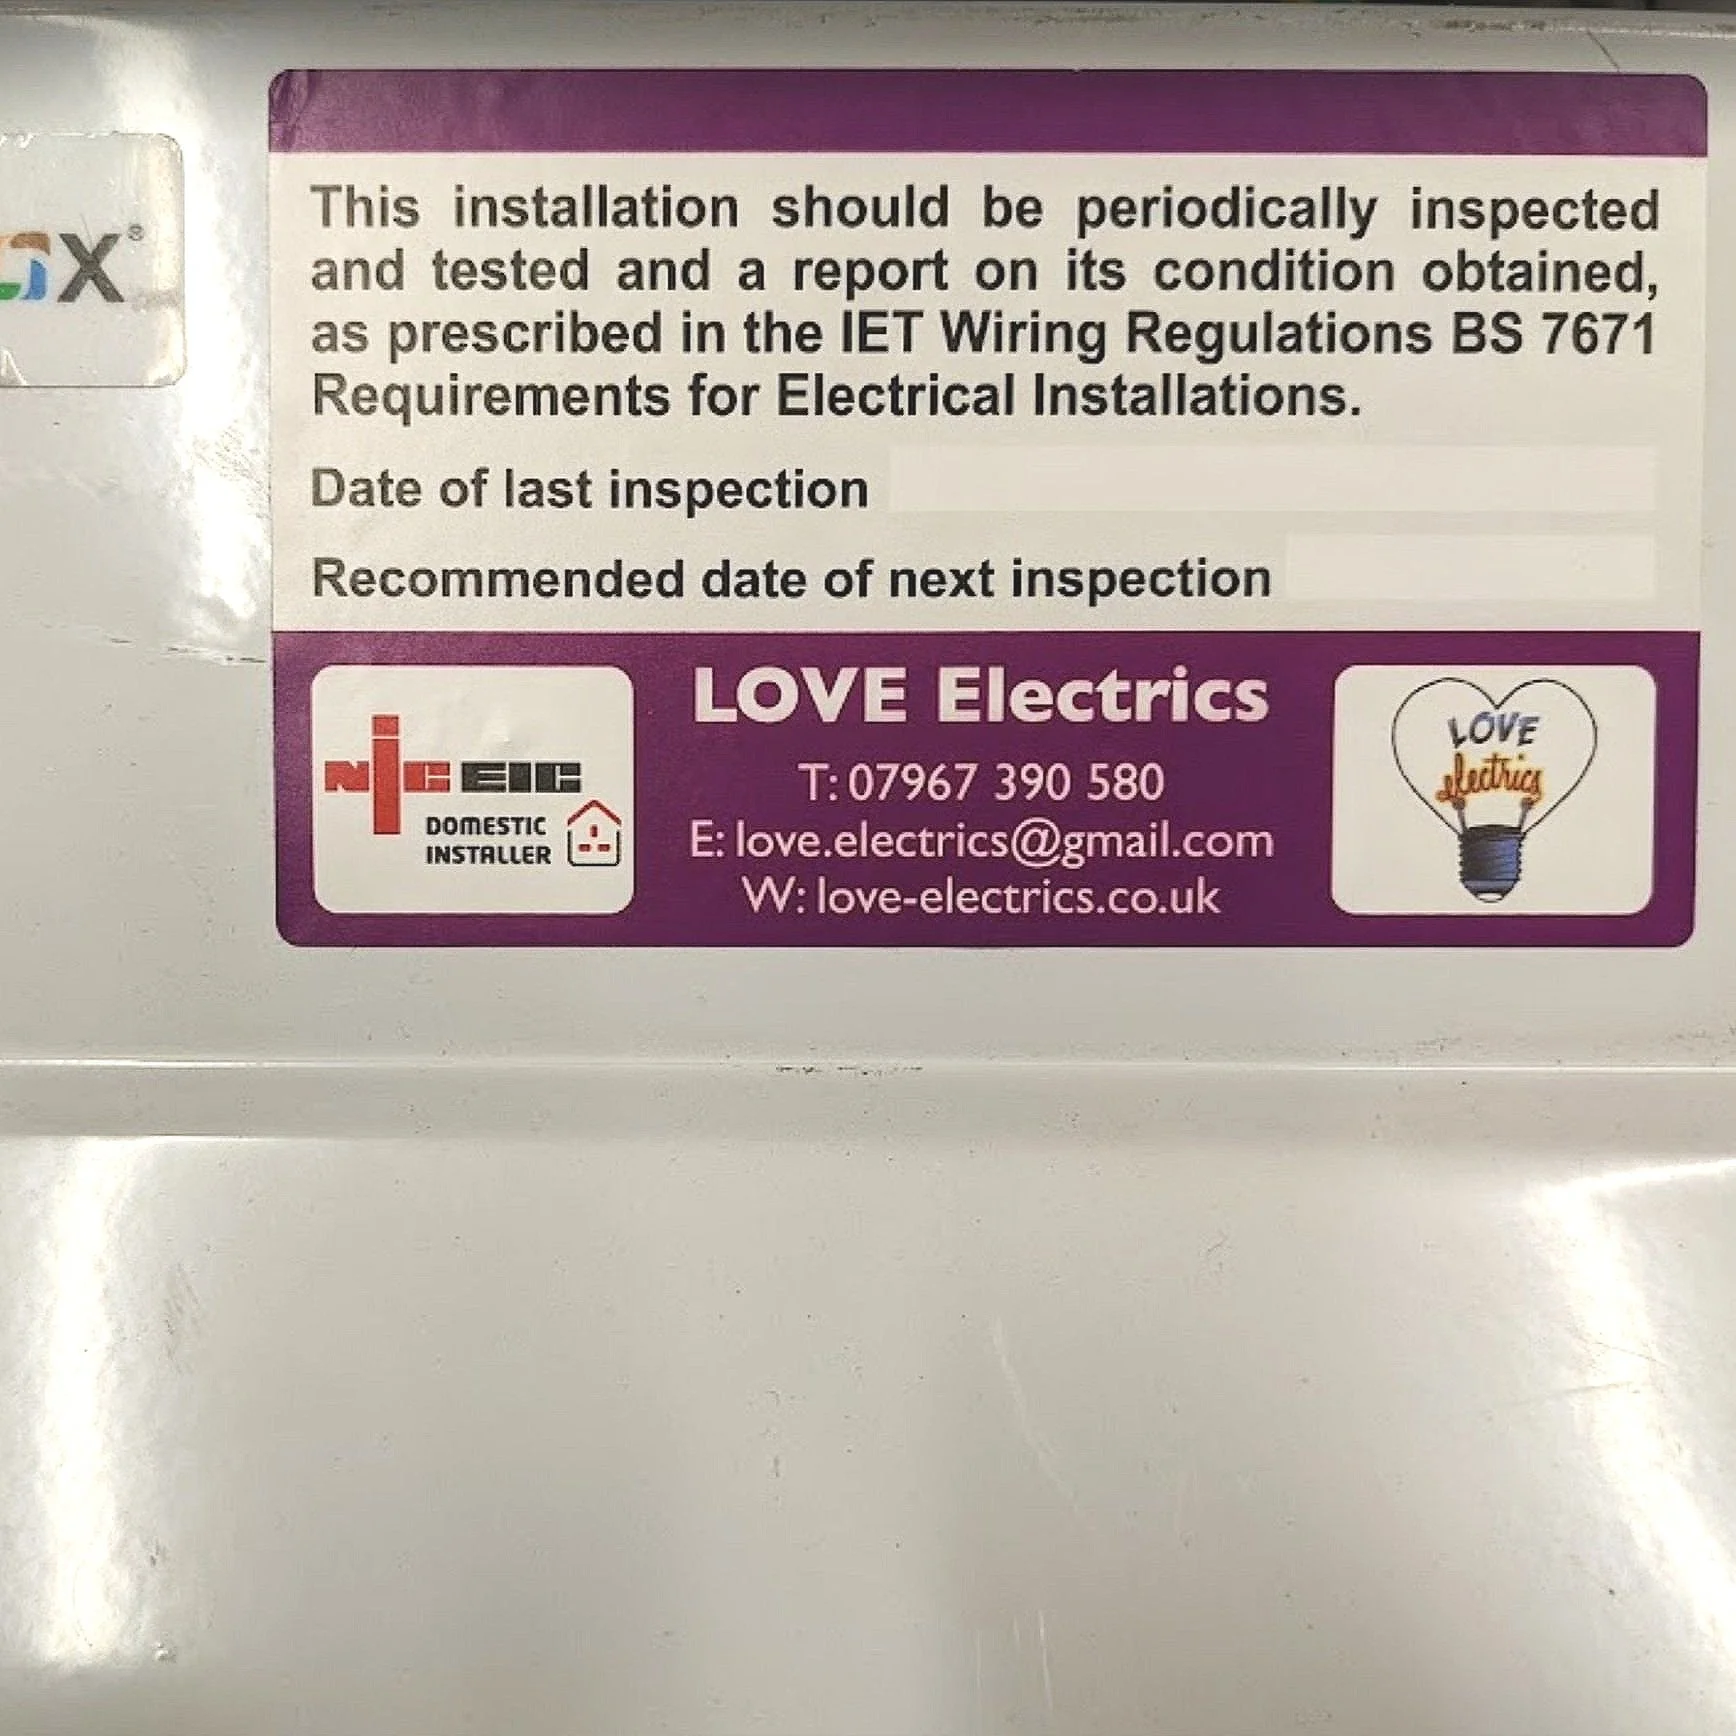 This installation should be periodically inspected
and tested and a report on its condition obtained,
as prescribed in the IET Wiring Regulations BS 7671
Requirements for Electrical Installations.
Date of last inspection
Recommended date of next inspection
NICEIC
DOMESTIC
INSTALLER
LOVE Electrics
T: 07967 390 580
E: love.electrics@gmail.com
W: love-electrics.co.uk
LOVE
electrics